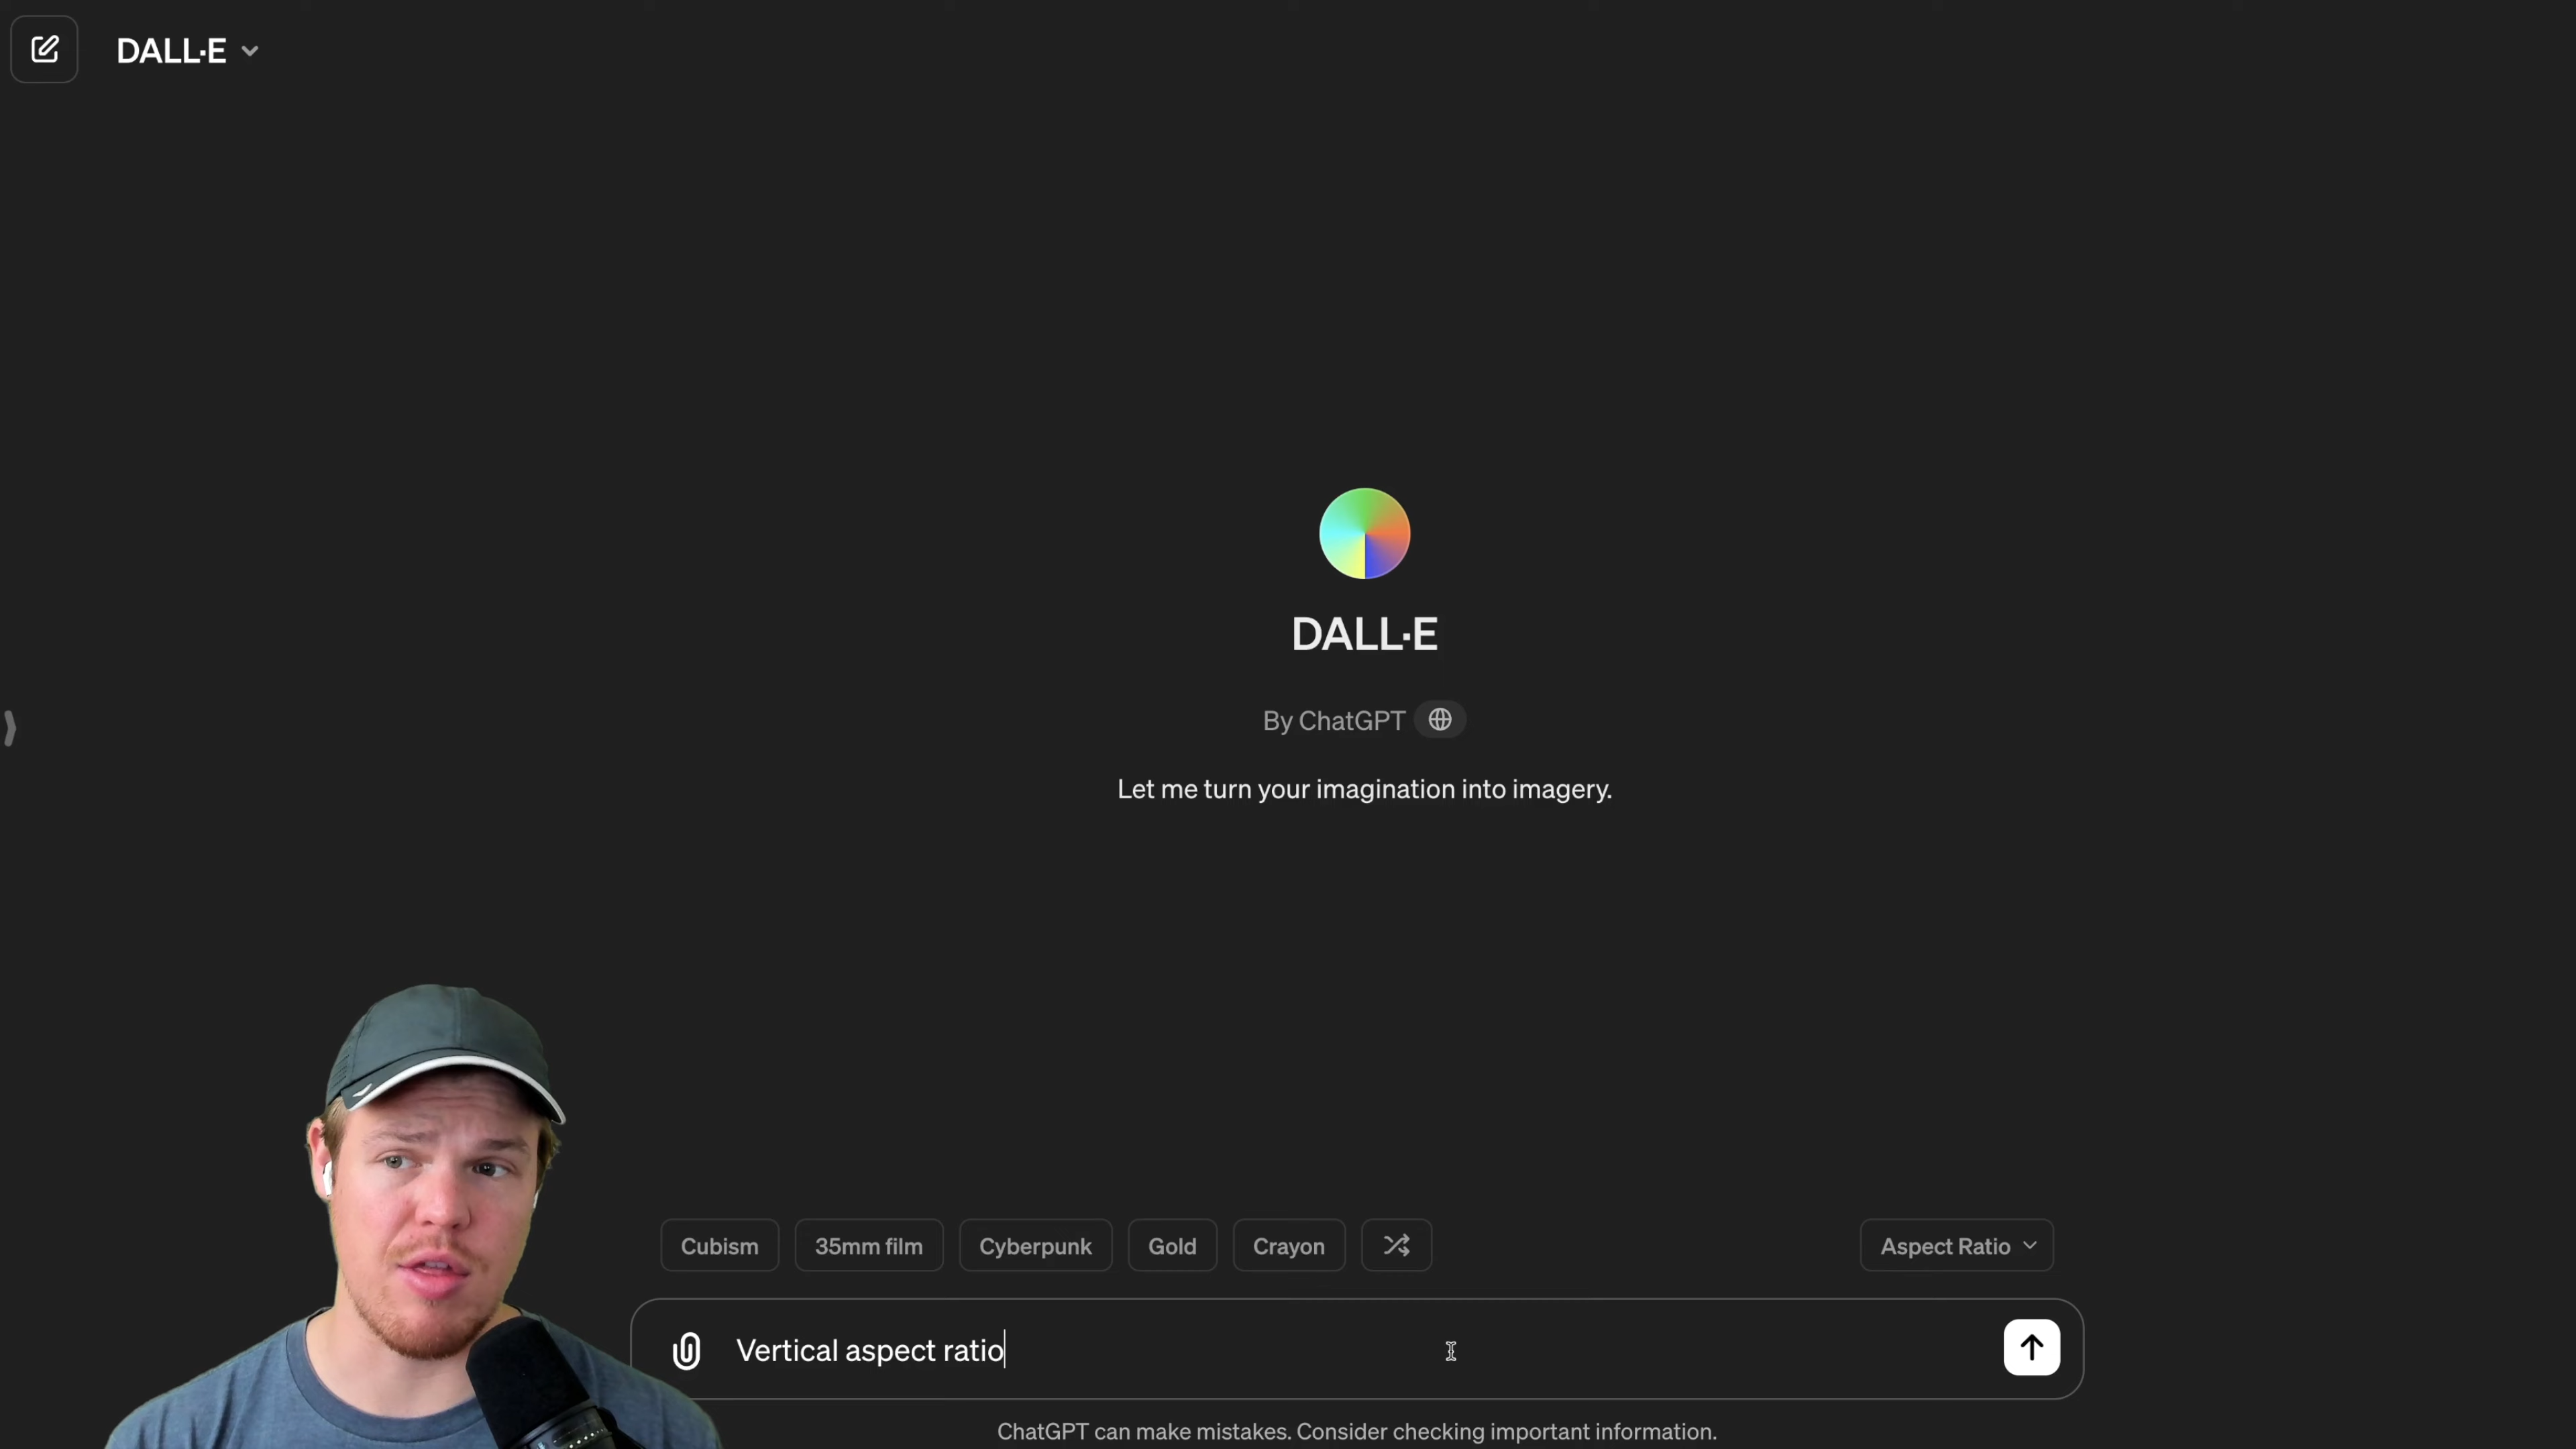 DALL·E
DALL·E
By ChatGPT
Let me turn your imagination into imagery.
Cubism
35mm film
Cyberpunk
Gold
Crayon
Aspect Ratio
Vertical aspect ratio
ChatGPT can make mistakes. Consider checking important information.